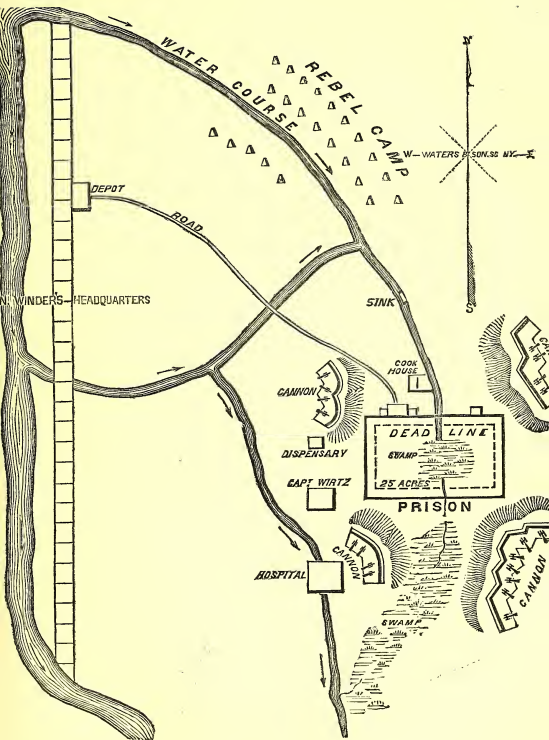 WATER COURSE
REBEL CAMP
N
W—WATERS & SON. SC NY—E
S
DEPOT
ROAD
N. WINDERS—HEADQUARTERS
SINK
COOK
HOUSE
CANNON
DEAD LINE
SWAMP
25 ACRES
PRISON
DISPENSARY
CAPT WIRTZ
HOSPITAL
CANNON
CANNON
SWAMP